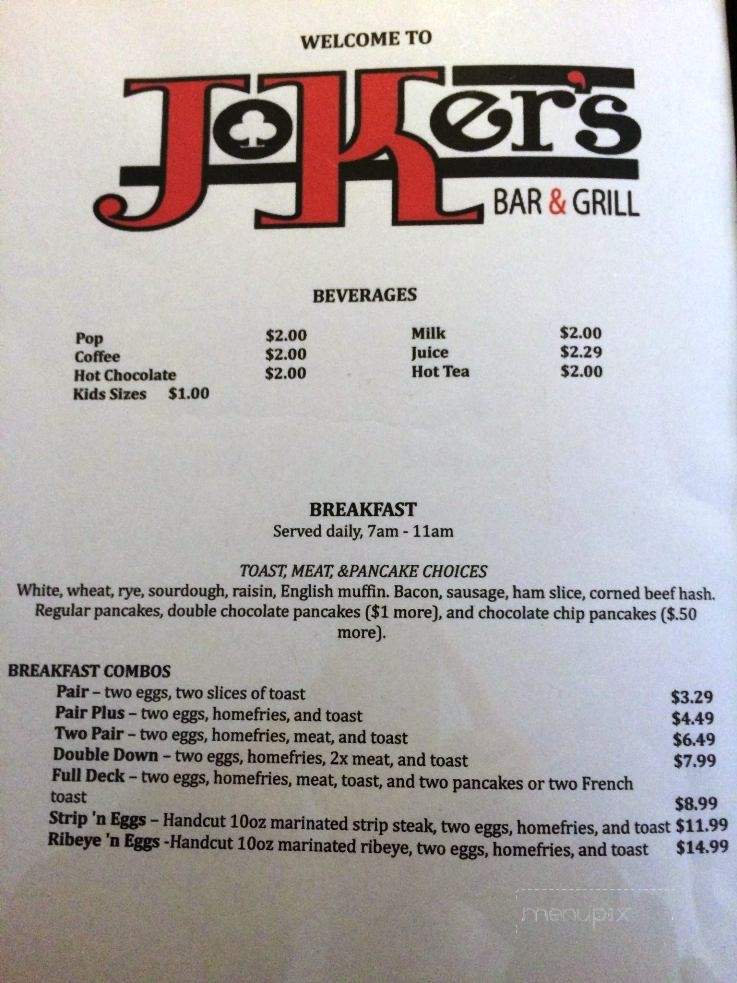 WELCOME TO
JoKer's
BAR & GRILL
BEVERAGES
Pop $2.00 Milk $2.00
Coffee $2.00 Juice $2.29
Hot Chocolate $2.00 Hot Tea $2.00
Kids Sizes $1.00
BREAKFAST
Served daily, 7am - 11am
TOAST, MEAT, &PANCAKE CHOICES
White, wheat, rye, sourdough, raisin, English muffin. Bacon, sausage, ham slice, corned beef hash.
Regular pancakes, double chocolate pancakes ($1 more), and chocolate chip pancakes ($.50
more).
BREAKFAST COMBOS
Pair – two eggs, two slices of toast $3.29
Pair Plus – two eggs, homefries, and toast $4.49
Two Pair – two eggs, homefries, meat, and toast $6.49
Double Down – two eggs, homefries, 2x meat, and toast $7.99
Full Deck – two eggs, homefries, meat, toast, and two pancakes or two French
toast $8.99
Strip 'n Eggs – Handcut 10oz marinated strip steak, two eggs, homefries, and toast $11.99
Ribeye 'n Eggs -Handcut 10oz marinated ribeye, two eggs, homefries, and toast $14.99
menupix